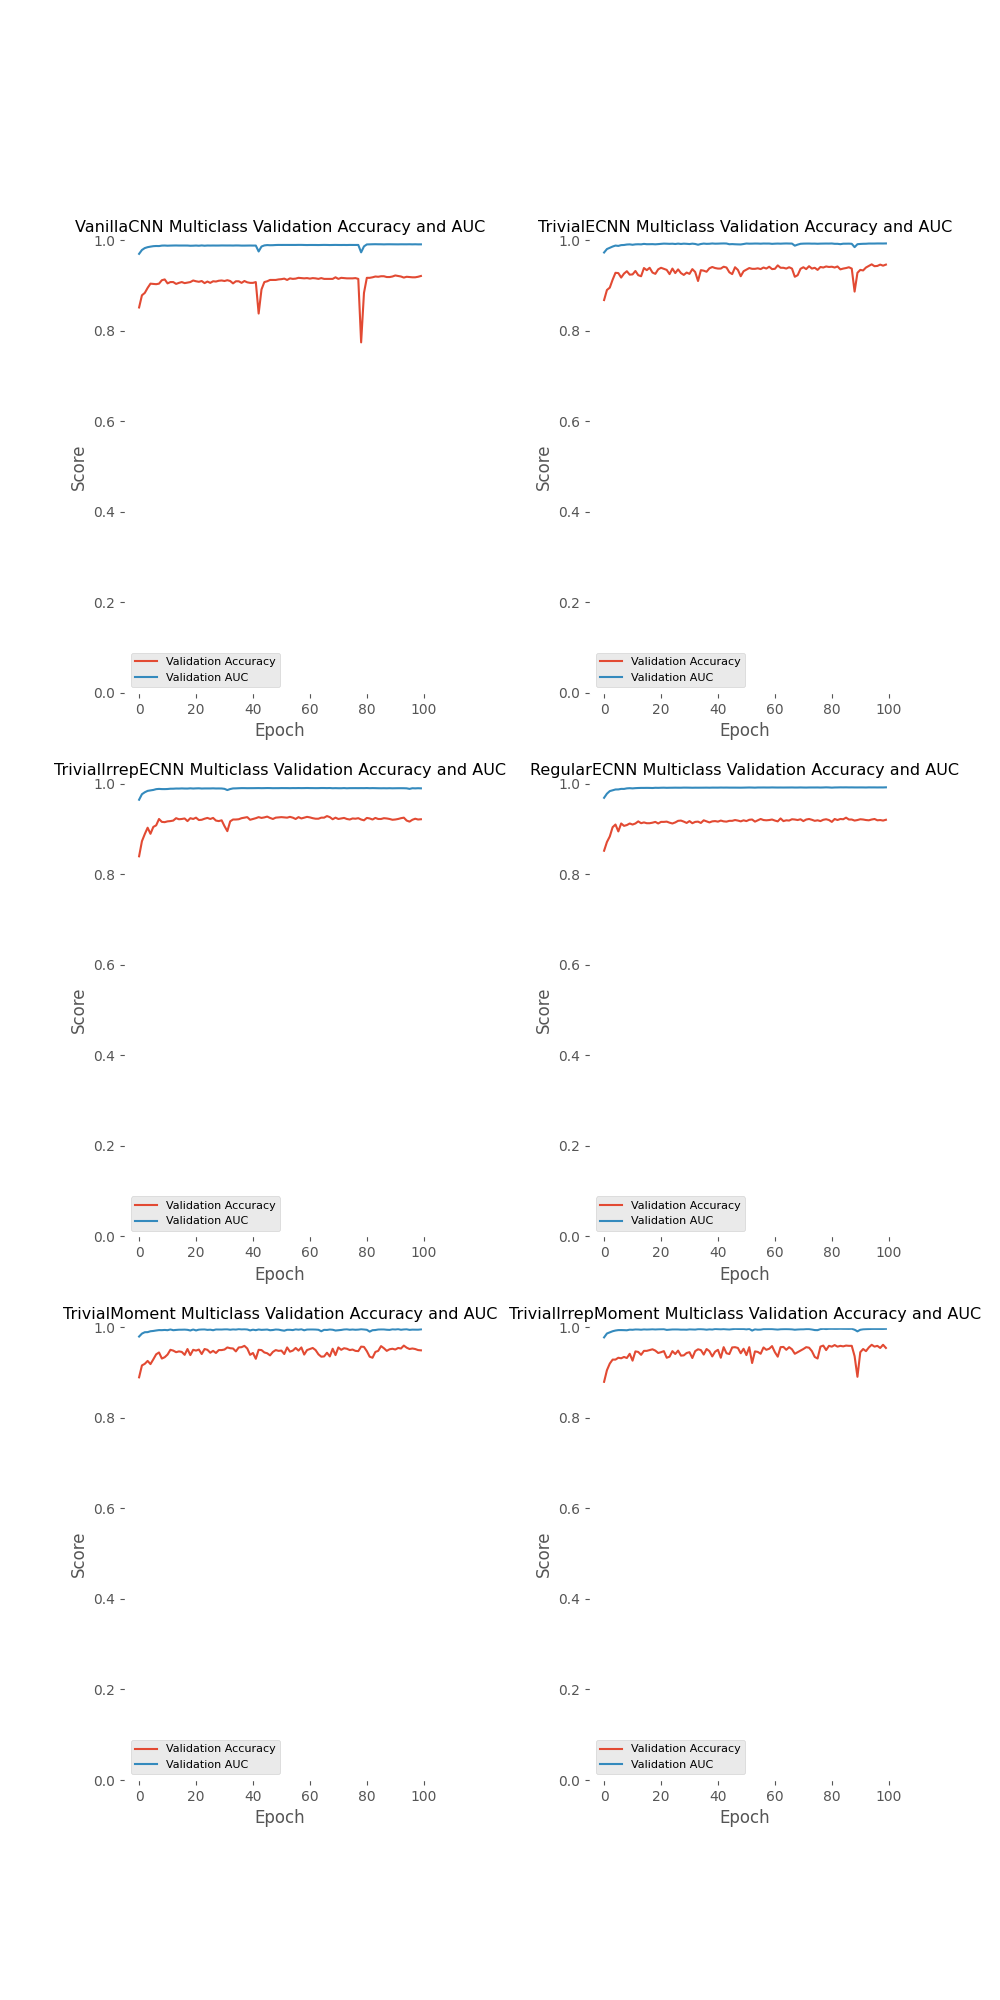 VanillaCNN Multiclass Validation Accuracy and AUC
1.0
0.8
0.6
0.4
0.2
0.0
Score
Validation Accuracy
Validation AUC
0 20 40 60 80 100
Epoch
TrivialECNN Multiclass Validation Accuracy and AUC
1.0
0.8
0.6
0.4
0.2
0.0
Score
Validation Accuracy
Validation AUC
0 20 40 60 80 100
Epoch
TrivialIrrepECNN Multiclass Validation Accuracy and AUC
1.0
0.8
0.6
0.4
0.2
0.0
Score
Validation Accuracy
Validation AUC
0 20 40 60 80 100
Epoch
RegularECNN Multiclass Validation Accuracy and AUC
1.0
0.8
0.6
0.4
0.2
0.0
Score
Validation Accuracy
Validation AUC
0 20 40 60 80 100
Epoch
TrivialMoment Multiclass Validation Accuracy and AUC
1.0
0.8
0.6
0.4
0.2
0.0
Score
Validation Accuracy
Validation AUC
0 20 40 60 80 100
Epoch
TrivialIrrepMoment Multiclass Validation Accuracy and AUC
1.0
0.8
0.6
0.4
0.2
0.0
Score
Validation Accuracy
Validation AUC
0 20 40 60 80 100
Epoch